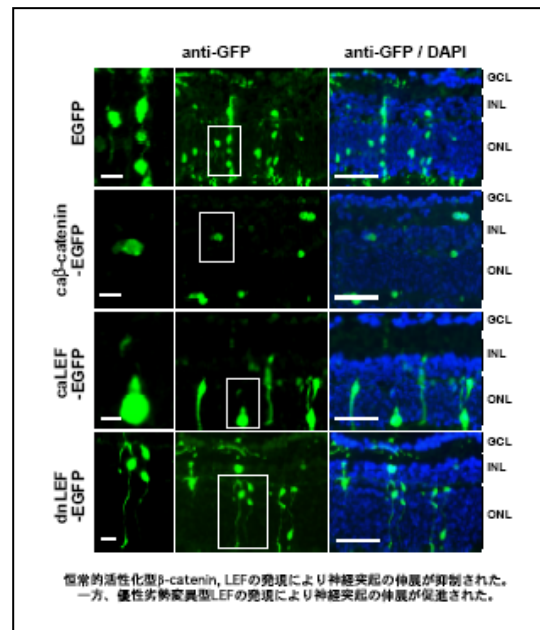 anti-GFP
anti-GFP / DAPI
EGFP
GCL
INL
ONL
caβ-catenin
-EGFP
GCL
INL
ONL
caLEF
-EGFP
GCL
INL
ONL
dnLEF
-EGFP
GCL
INL
ONL
恒常的活性化型β-catenin, LEFの発現により神経突起の伸展が抑制された。
一方、優性劣勢変異型LEFの発現により神経突起の伸展が促進された。